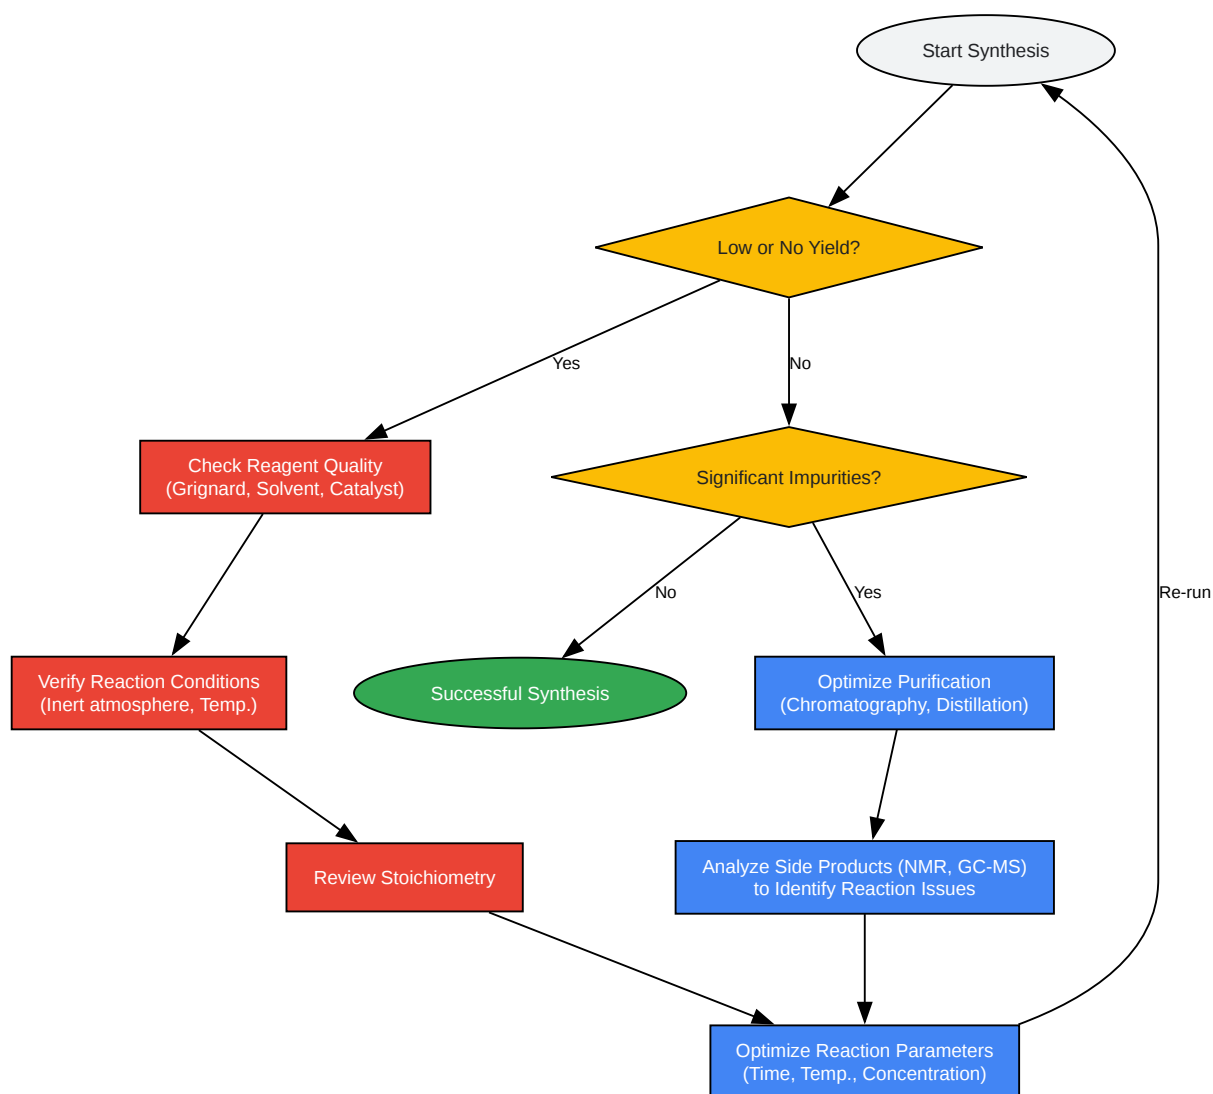 Start Synthesis
Low or No Yield?
Yes
No
Check Reagent Quality
(Grignard, Solvent, Catalyst)
Significant Impurities?
No
Yes
Re-run
Verify Reaction Conditions
(Inert atmosphere, Temp.)
Successful Synthesis
Optimize Purification
(Chromatography, Distillation)
Review Stoichiometry
Analyze Side Products (NMR, GC-MS)
to Identify Reaction Issues
Optimize Reaction Parameters
(Time, Temp., Concentration)